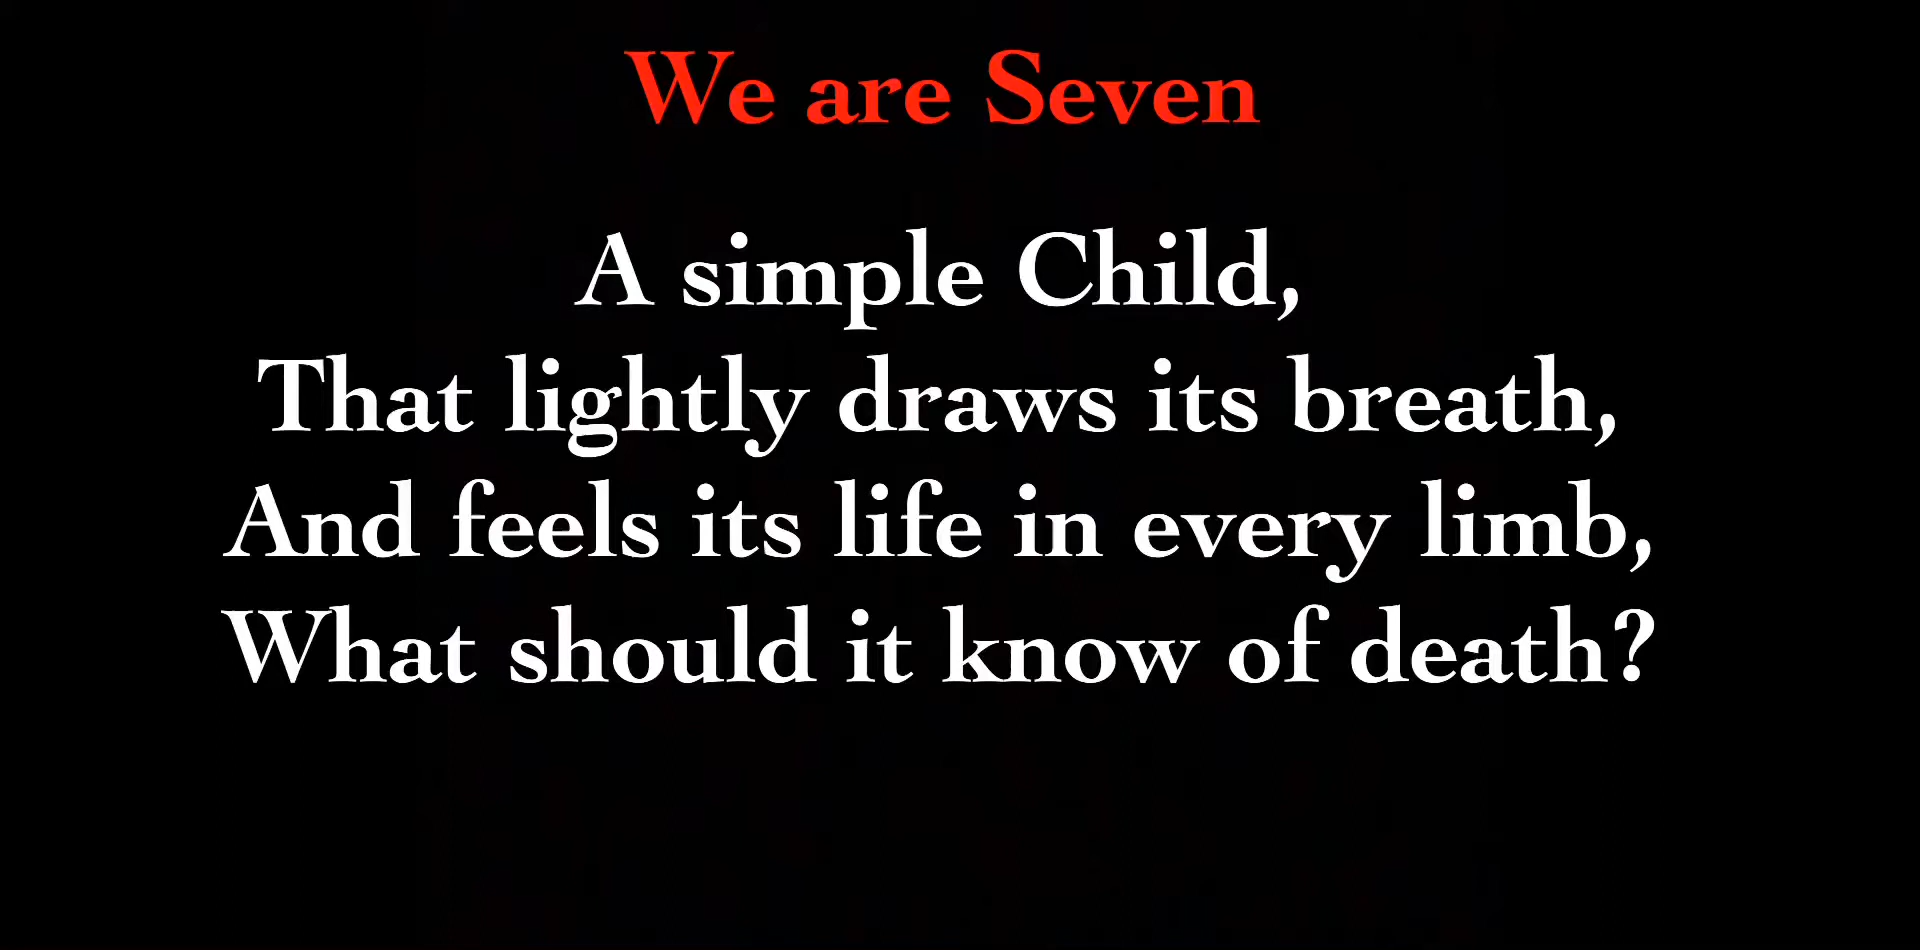 We are Seven
A simple Child,
That lightly draws its breath,
And feels its life in every limb,
What should it know of death?